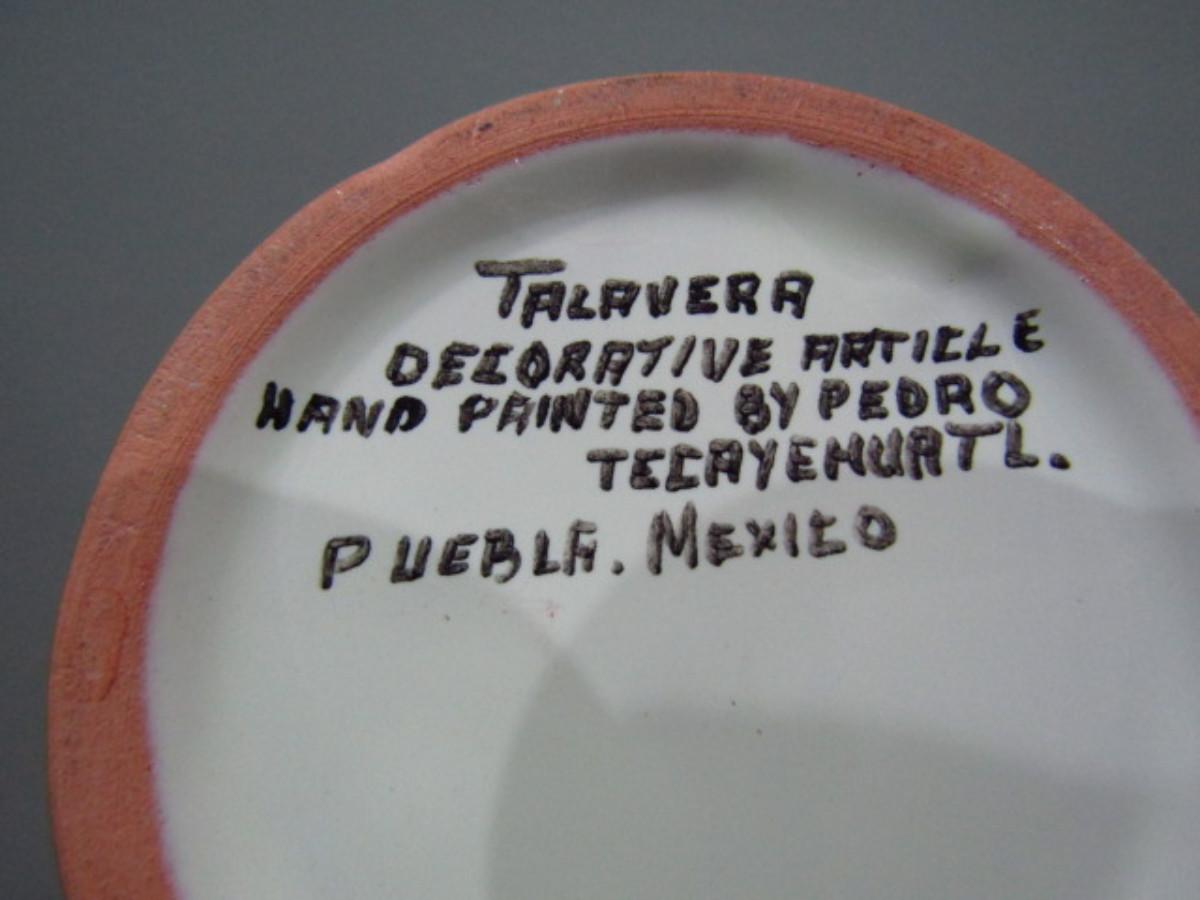 TALAVERA
DECORATIVE ARTICLE
HAND PAINTED BY PEDRO
TECAYEHUATL.
PUEBLA. MEXICO